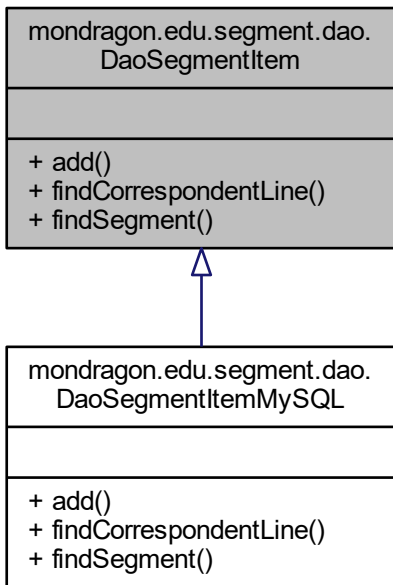 mondragon.edu.segment.dao.
DaoSegmentItem
+ add()
+ findCorrespondentLine()
+ findSegment()
mondragon.edu.segment.dao.
DaoSegmentItemMySQL
+ add()
+ findCorrespondentLine()
+ findSegment()